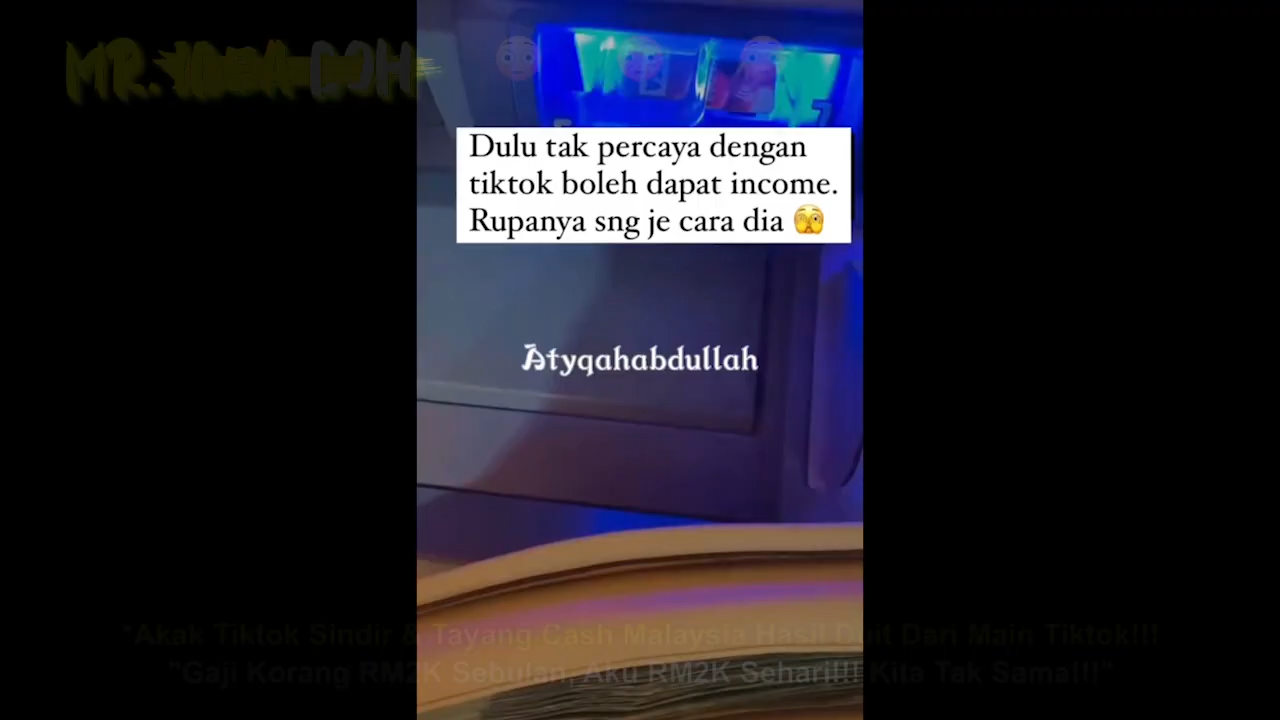 MR.
Dulu tak percaya dengan
tiktok boleh dapat income.
Rupanya sng je cara dia 🫣
Atyqahabdullah
"Akak Tiktok Sindir & Tayang Cash Malaysia Hasil Duit Dari Main Tiktok!!!
"Gaji Korang RM2K Sebulan, Aku RM2K Sehari!!! Kita Tak Sama!!!"